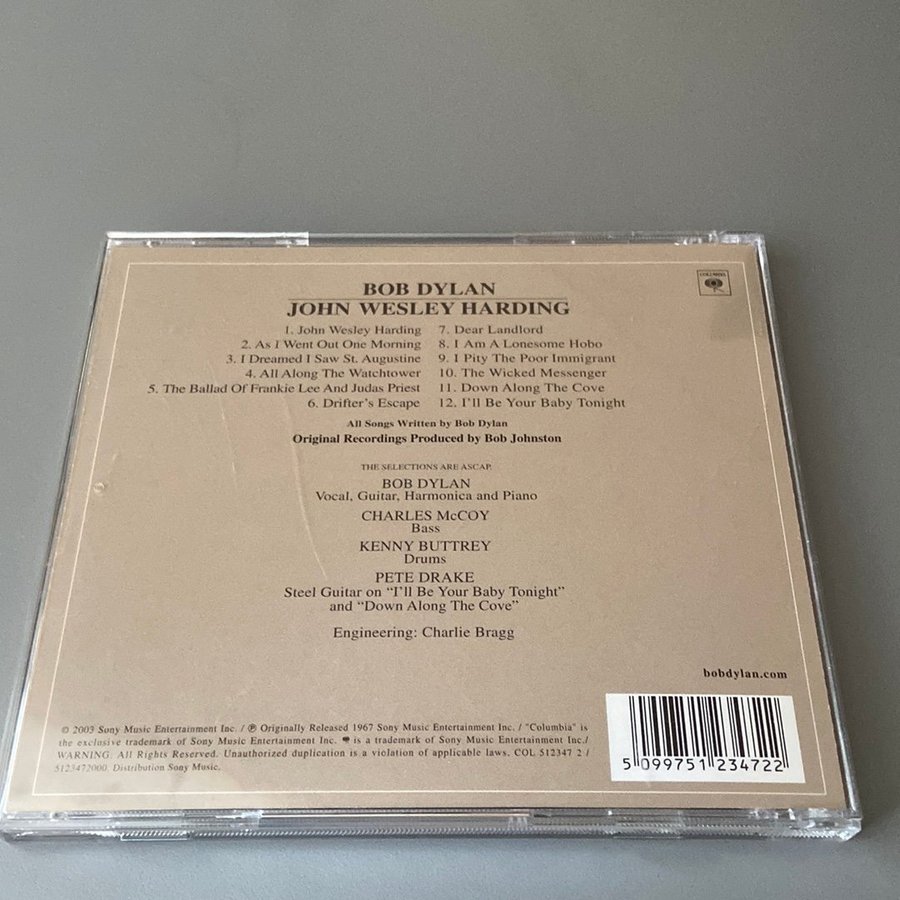 BOB DYLAN
JOHN WESLEY HARDING
COLUMBIA
1. John Wesley Harding
2. As I Went Out One Morning
3. I Dreamed I Saw St. Augustine
4. All Along The Watchtower
5. The Ballad Of Frankie Lee And Judas Priest
6. Drifter's Escape
7. Dear Landlord
8. I Am A Lonesome Hobo
9. I Pity The Poor Immigrant
10. The Wicked Messenger
11. Down Along The Cove
12. I'll Be Your Baby Tonight
All Songs Written by Bob Dylan
Original Recordings Produced by Bob Johnston
THE SELECTIONS ARE ASCAP.
BOB DYLAN
Vocal, Guitar, Harmonica and Piano
CHARLES McCOY
Bass
KENNY BUTTREY
Drums
PETE DRAKE
Steel Guitar on “I'll Be Your Baby Tonight”
and “Down Along The Cove”
Engineering: Charlie Bragg
bobdylan.com
© 2003 Sony Music Entertainment Inc. / ℗ Originally Released 1967 Sony Music Entertainment Inc. / "Columbia" is
the exclusive trademark of Sony Music Entertainment Inc. is a trademark of Sony Music Entertainment Inc./
WARNING: All Rights Reserved. Unauthorized duplication is a violation of applicable laws. COL 512347 2 /
5123472000. Distribution Sony Music.
5 099751 234722